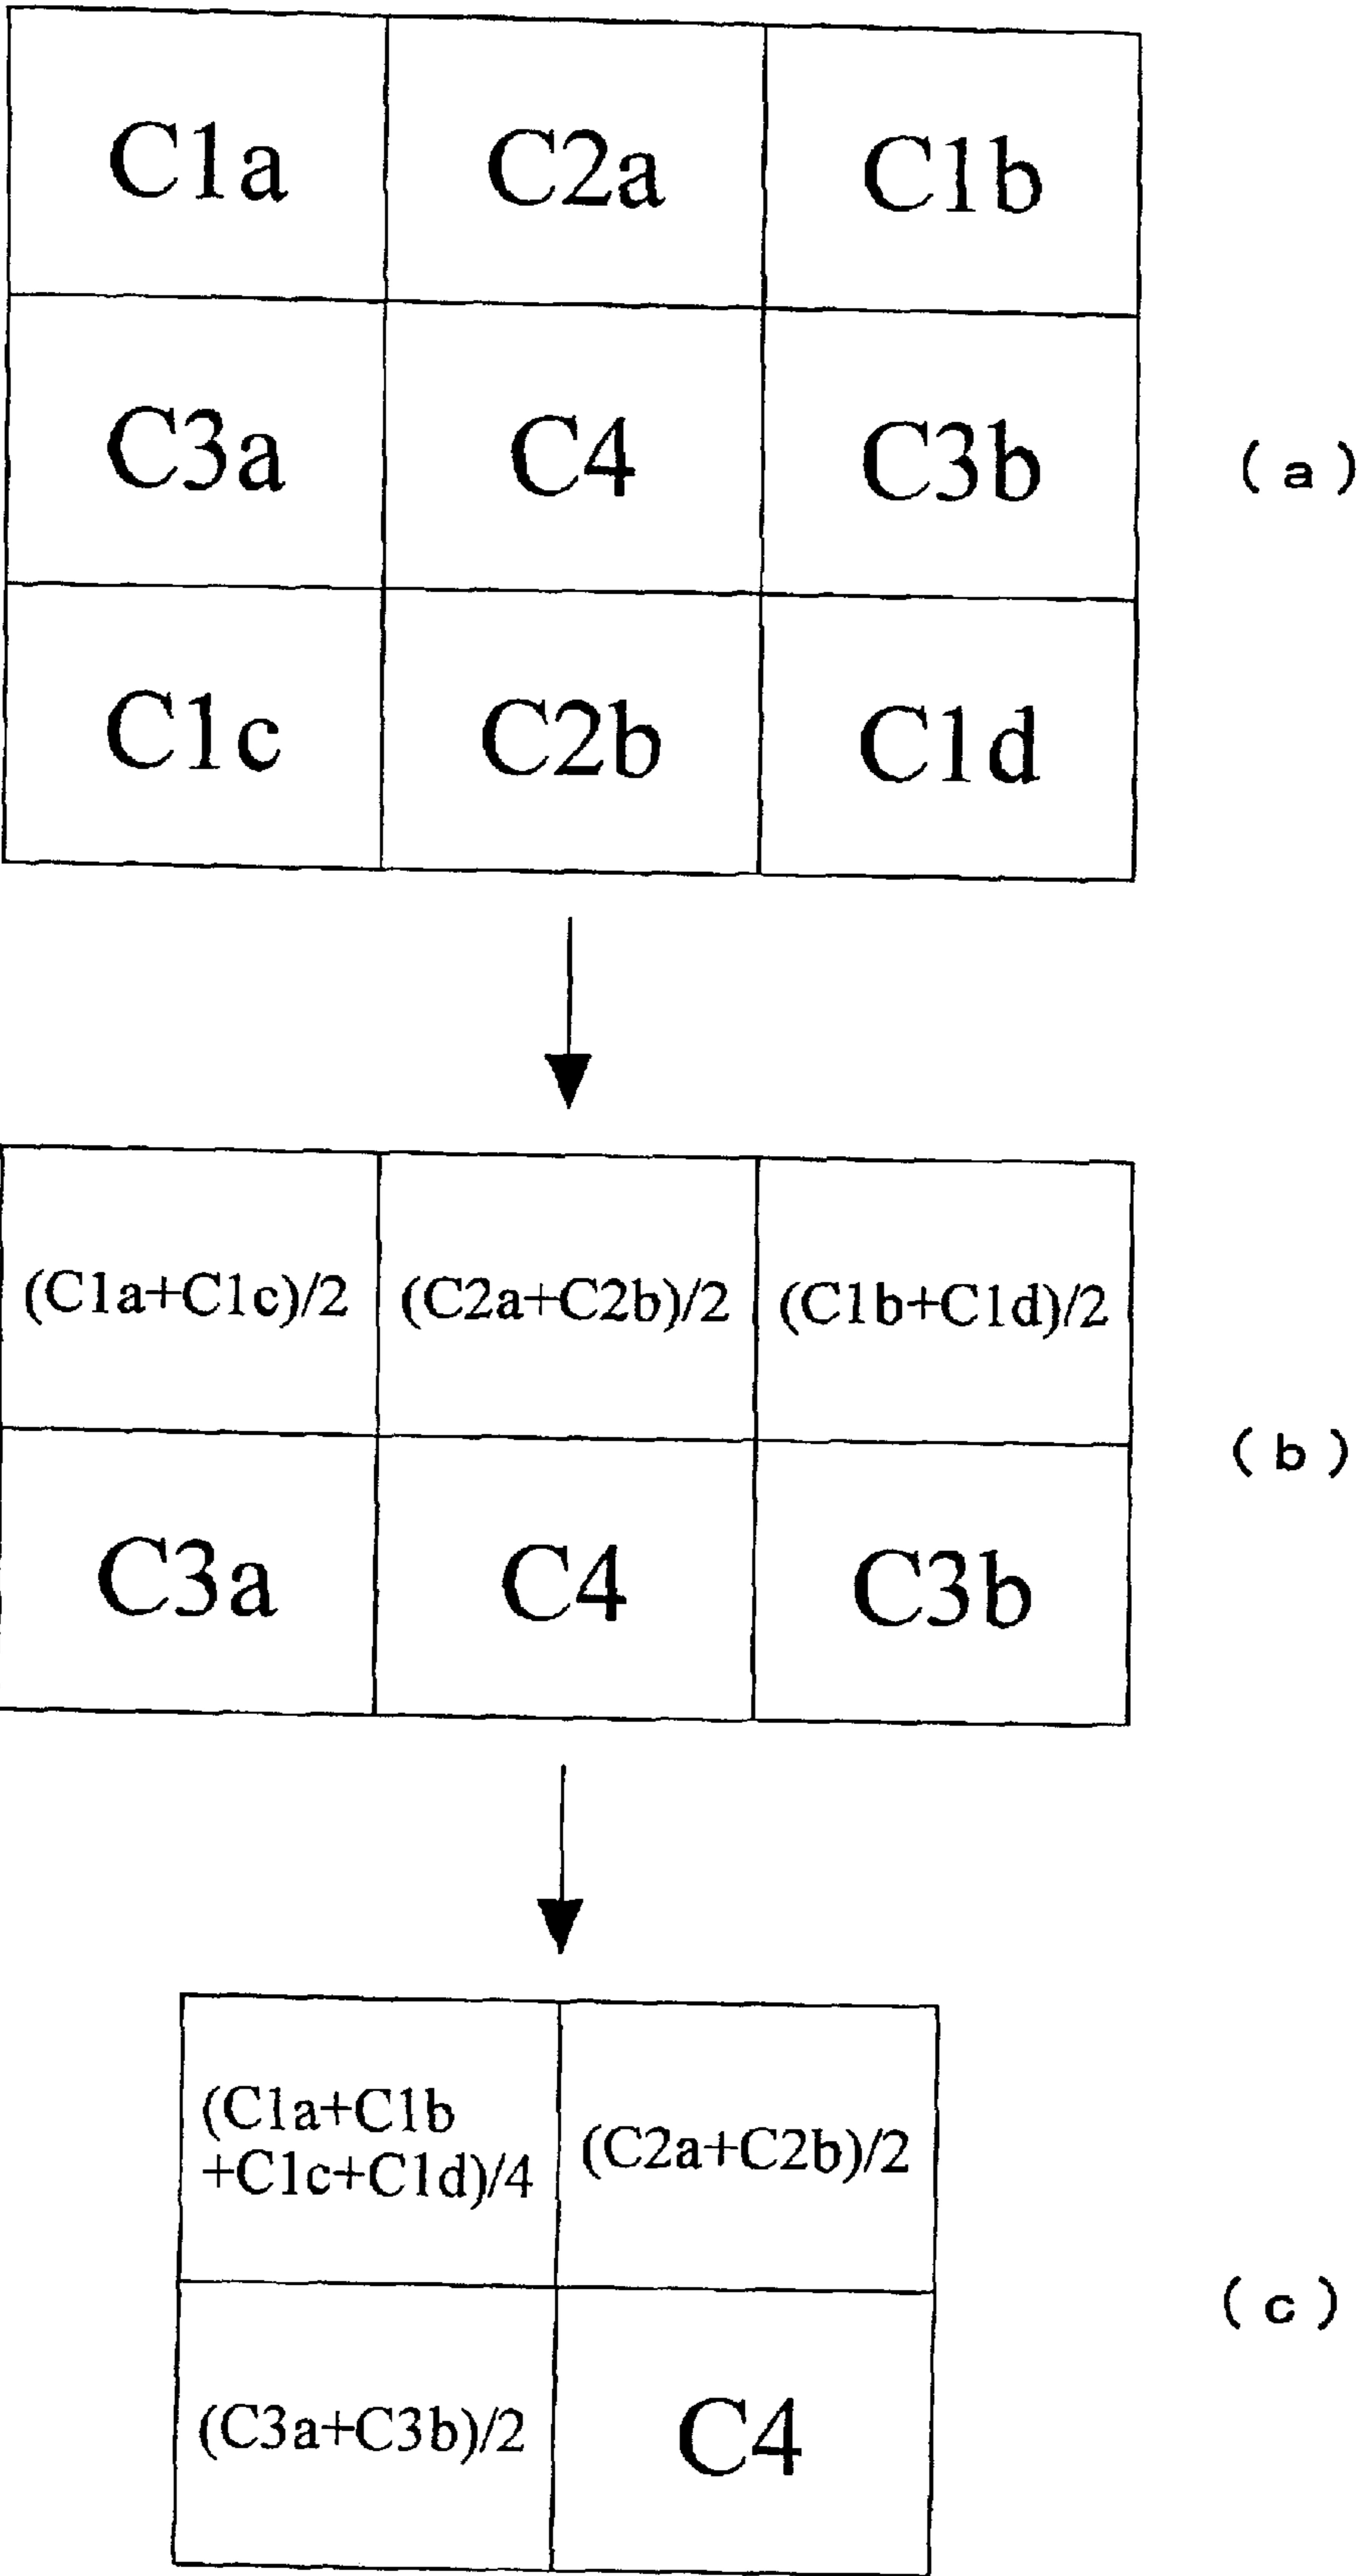 C1a C2a C1b
C3a C4 C3b
(a)
C1c C2b C1d
(C1a+C1c)/2 (C2a+C2b)/2 (C1b+C1d)/2
(b)
C3a C4 C3b
(C1a+C1b
+C1c+C1d)/4
(C2a+C2b)/2
(c)
(C3a+C3b)/2 C4